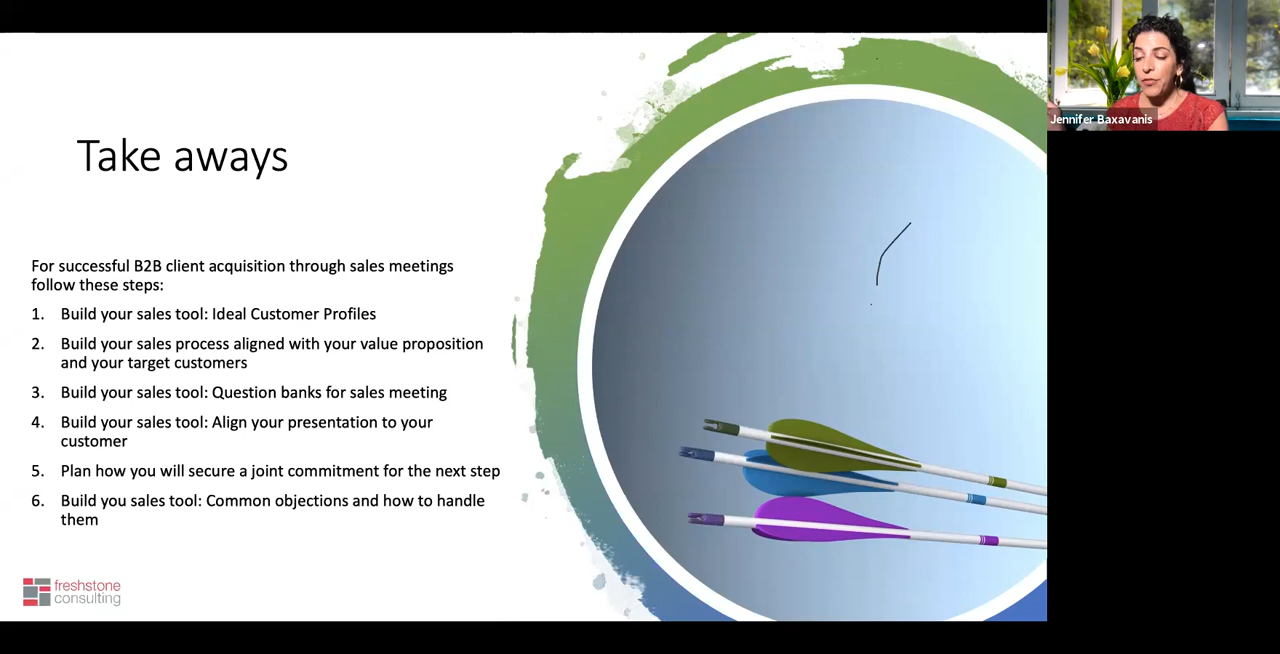 Take aways
For successful B2B client acquisition through sales meetings
follow these steps:
1. Build your sales tool: Ideal Customer Profiles
2. Build your sales process aligned with your value proposition
and your target customers
3. Build your sales tool: Question banks for sales meeting
4. Build your sales tool: Align your presentation to your
customer
5. Plan how you will secure a joint commitment for the next step
6. Build you sales tool: Common objections and how to handle
them
freshstone
consulting
Jennifer Baxavanis